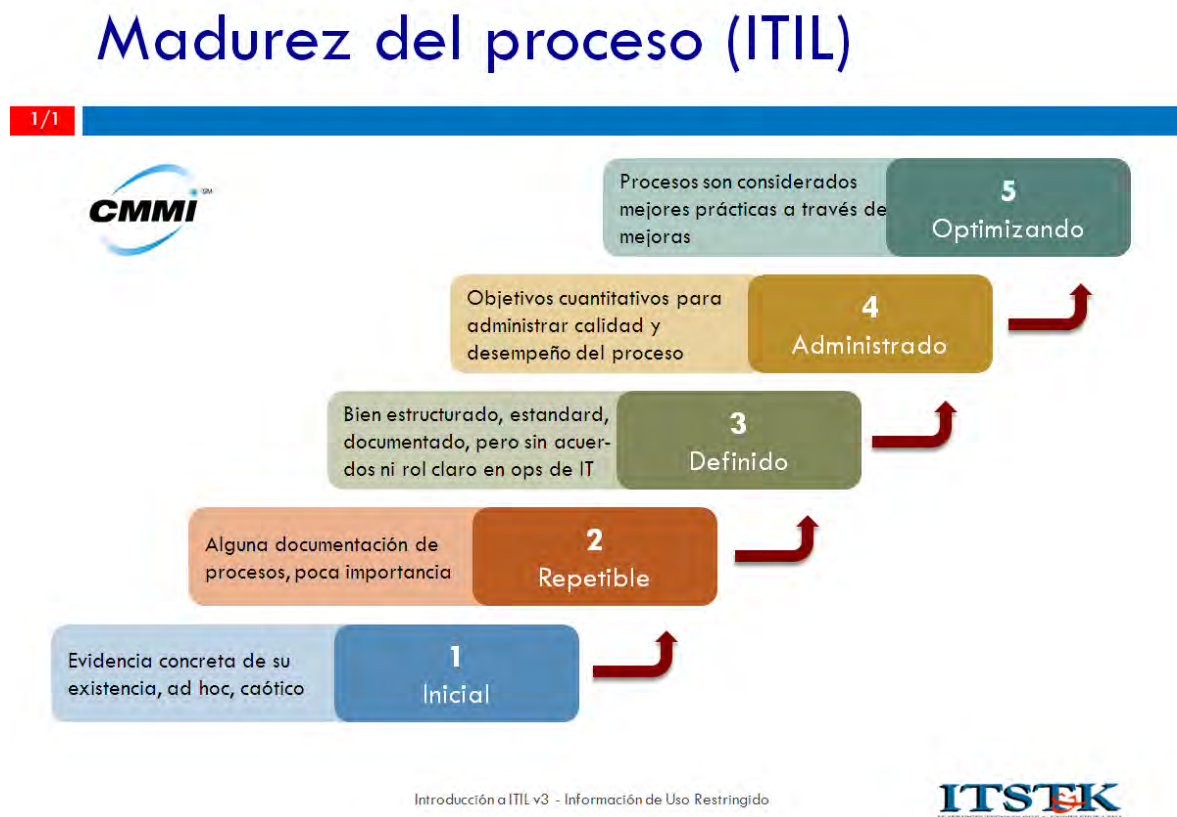 Madurez del proceso (ITIL)
1/1
CMMi
SM
Procesos son considerados
mejores prácticas a través de
mejoras
5
Optimizando
Objetivos cuantitativos para
administrar calidad y
desempeño del proceso
4
Administrado
Bien estructurado, estandard,
documentado, pero sin acuer-
dos ni rol claro en ops de IT
3
Definido
Alguna documentación de
procesos, poca importancia
2
Repetible
Evidencia concreta de su
existencia, ad hoc, caótico
1
Inicial
Introducción a ITIL v3 - Información de Uso Restringido
ITSTEK